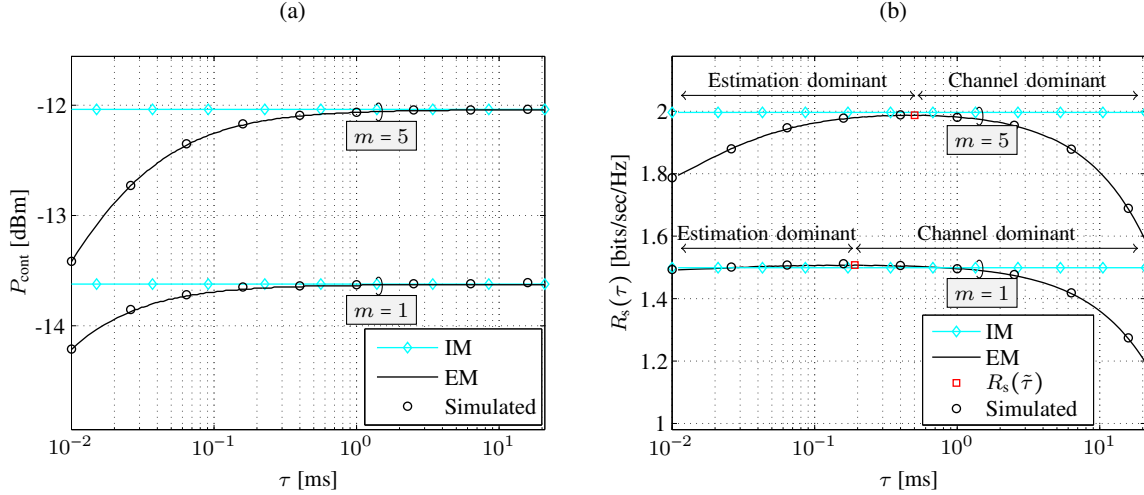 (a)
-12
-13
-14
P_cont [dBm]
m = 5
m = 1
IM
EM
Simulated
10^-2
10^-1
10^0
10^1
τ [ms]
(b)
Estimation dominant
Channel dominant
2
1.8
1.6
1.4
1.2
1
R_s(τ) [bits/sec/Hz]
m = 5
Estimation dominant
Channel dominant
m = 1
IM
EM
R_s(τ̃)
Simulated
10^-2
10^-1
10^0
10^1
τ [ms]